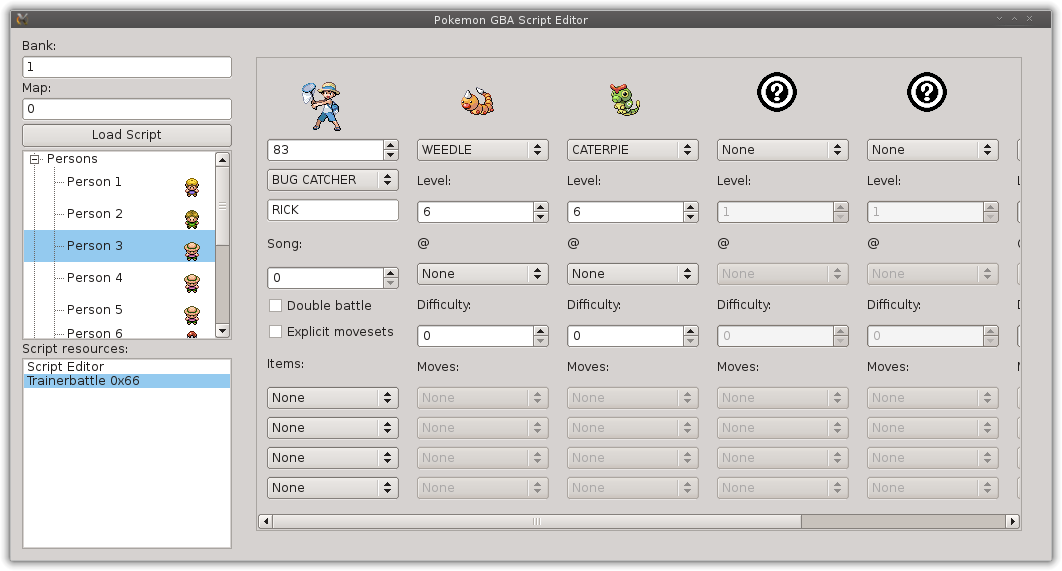 Pokemon GBA Script Editor
Bank:
1
Map:
0
Load Script
Persons
Person 1
Person 2
Person 3
Person 4
Person 5
Person 6
Script resources:
Script Editor
Trainerbattle 0x66
83 WEEDLE CATERPIE None None
BUG CATCHER Level: Level: Level: Level:
RICK 6 6 1 1
Song: @ @ @ @
0 None None None None
Double battle Difficulty: Difficulty: Difficulty: Difficulty:
Explicit movesets 0 0 0 0
Items: Moves: Moves: Moves: Moves:
None None None None None
None None None None None
None None None None None
None None None None None